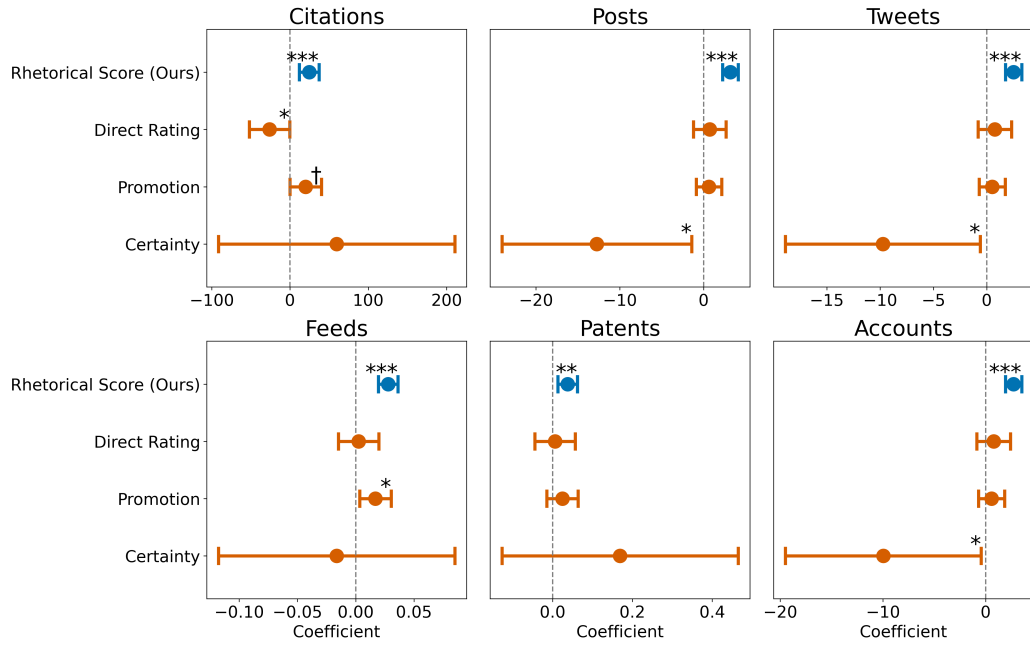 Citations Posts Tweets
Rhetorical Score (Ours) *** *** ***
Direct Rating *
Promotion †
Certainty * *
−100 0 100 200 −20 −10 0 −15 −10 −5 0
Feeds Patents Accounts
Rhetorical Score (Ours) *** ** ***
Direct Rating
Promotion *
Certainty *
−0.10 −0.05 0.00 0.05 0.0 0.2 0.4 −20 −10 0
Coefficient Coefficient Coefficient